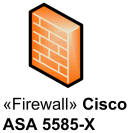 «Firewall» Cisco
ASA 5585-X